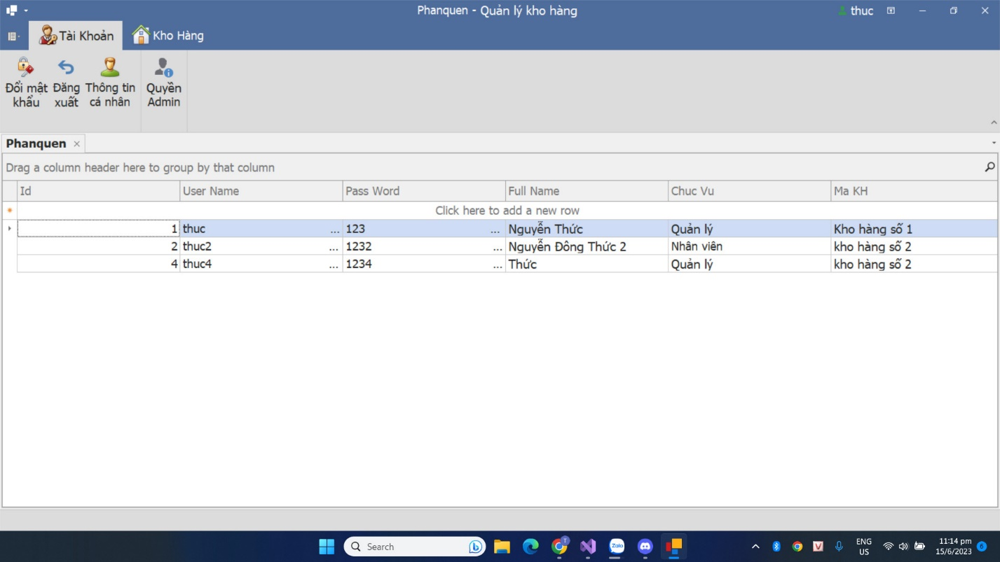 Phanquen - Quản lý kho hàng
thuc
Tài Khoản
Kho Hàng
Đổi mật khẩu
Đăng xuất
Thông tin cá nhân
Quyền Admin
Phanquen
Drag a column header here to group by that column
Id User Name Pass Word Full Name Chuc Vu Ma KH
Click here to add a new row
1 thuc ... 123 ... Nguyễn Thức Quản lý Kho hàng số 1
2 thuc2 ... 1232 ... Nguyễn Đông Thức 2 Nhân viên kho hàng số 2
4 thuc4 ... 1234 ... Thức Quản lý kho hàng số 2
Search
T
Zalo
V
ENG
US
11:14 pm
15/6/2023
6